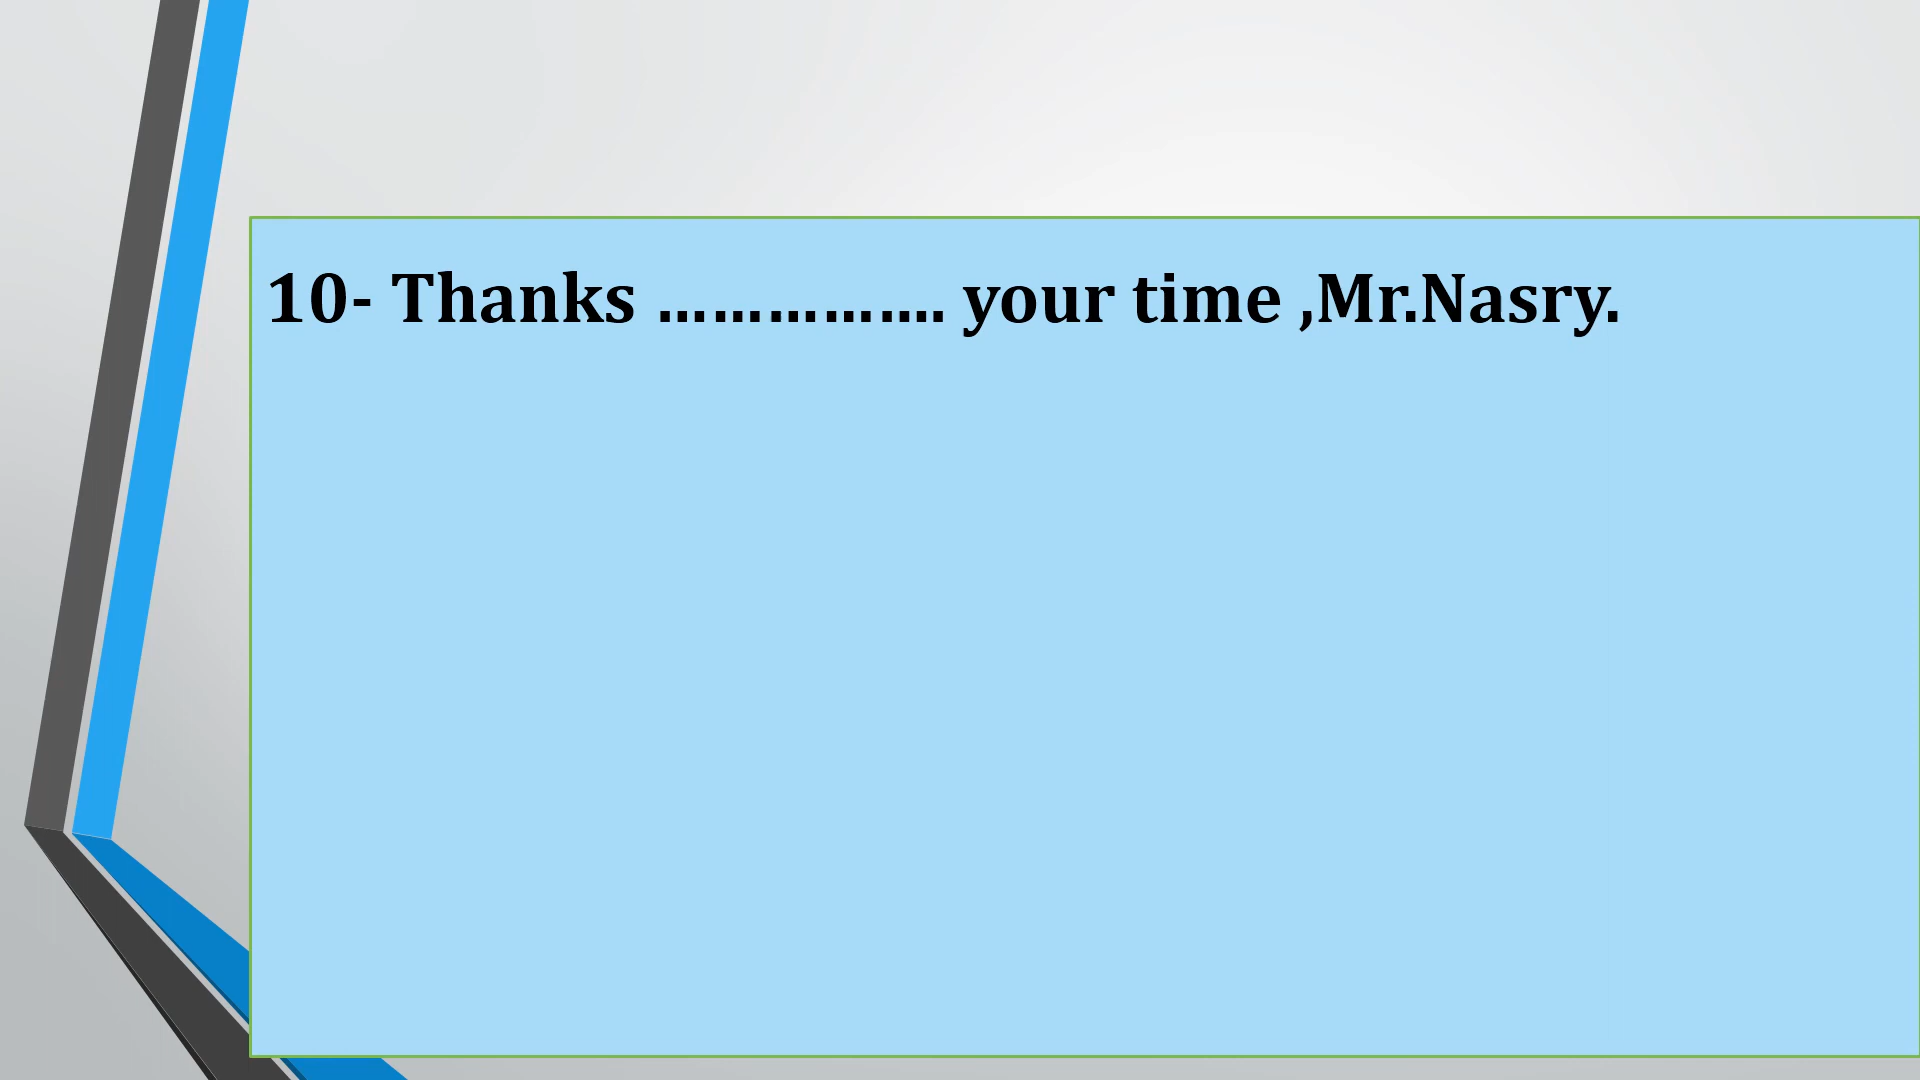 10- Thanks ……………. your time ,Mr.Nasry.